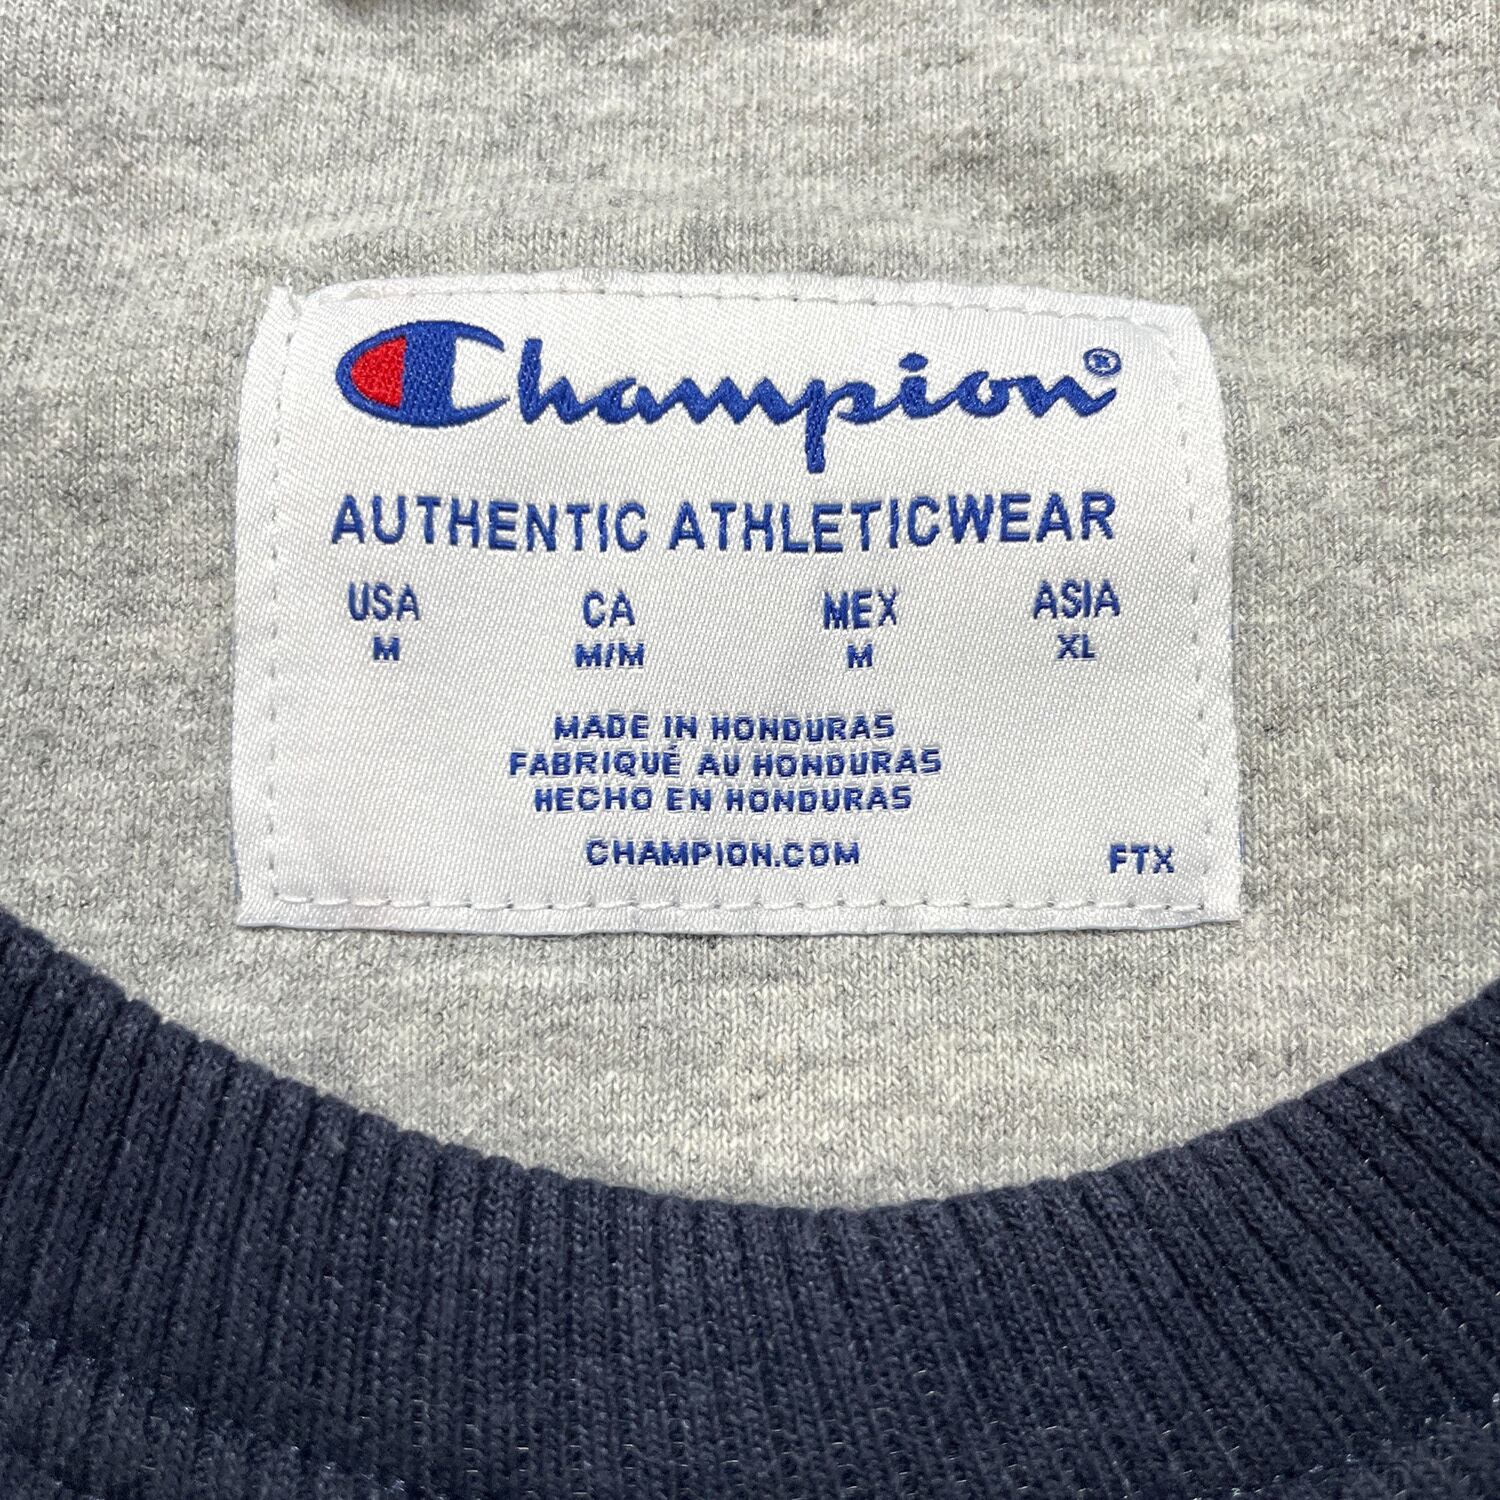 Champion®
AUTHENTIC ATHLETICWEAR
USA CA MEX ASIA
M M/M M XL
MADE IN HONDURAS
FABRIQUÉ AU HONDURAS
HECHO EN HONDURAS
CHAMPION.COM FTX